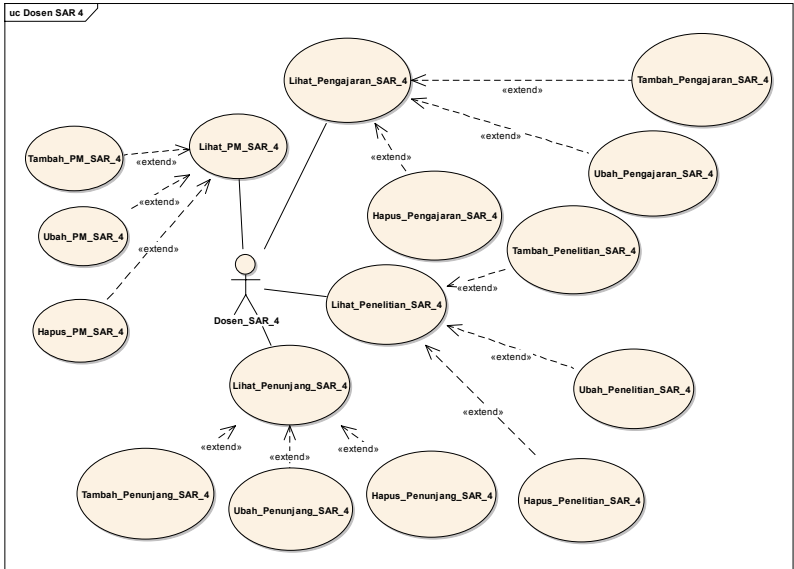 uc Dosen SAR 4
Lihat_Pengajaran_SAR_4
Tambah_Pengajaran_SAR_4
«extend»
Ubah_Pengajaran_SAR_4
«extend»
Hapus_Pengajaran_SAR_4
«extend»
Lihat_PM_SAR_4
Tambah_PM_SAR_4
«extend»
Ubah_PM_SAR_4
«extend»
Hapus_PM_SAR_4
«extend»
Dosen_SAR_4
Lihat_Penelitian_SAR_4
Tambah_Penelitian_SAR_4
«extend»
Ubah_Penelitian_SAR_4
«extend»
Hapus_Penelitian_SAR_4
«extend»
Lihat_Penunjang_SAR_4
Tambah_Penunjang_SAR_4
«extend»
Ubah_Penunjang_SAR_4
«extend»
Hapus_Penunjang_SAR_4
«extend»